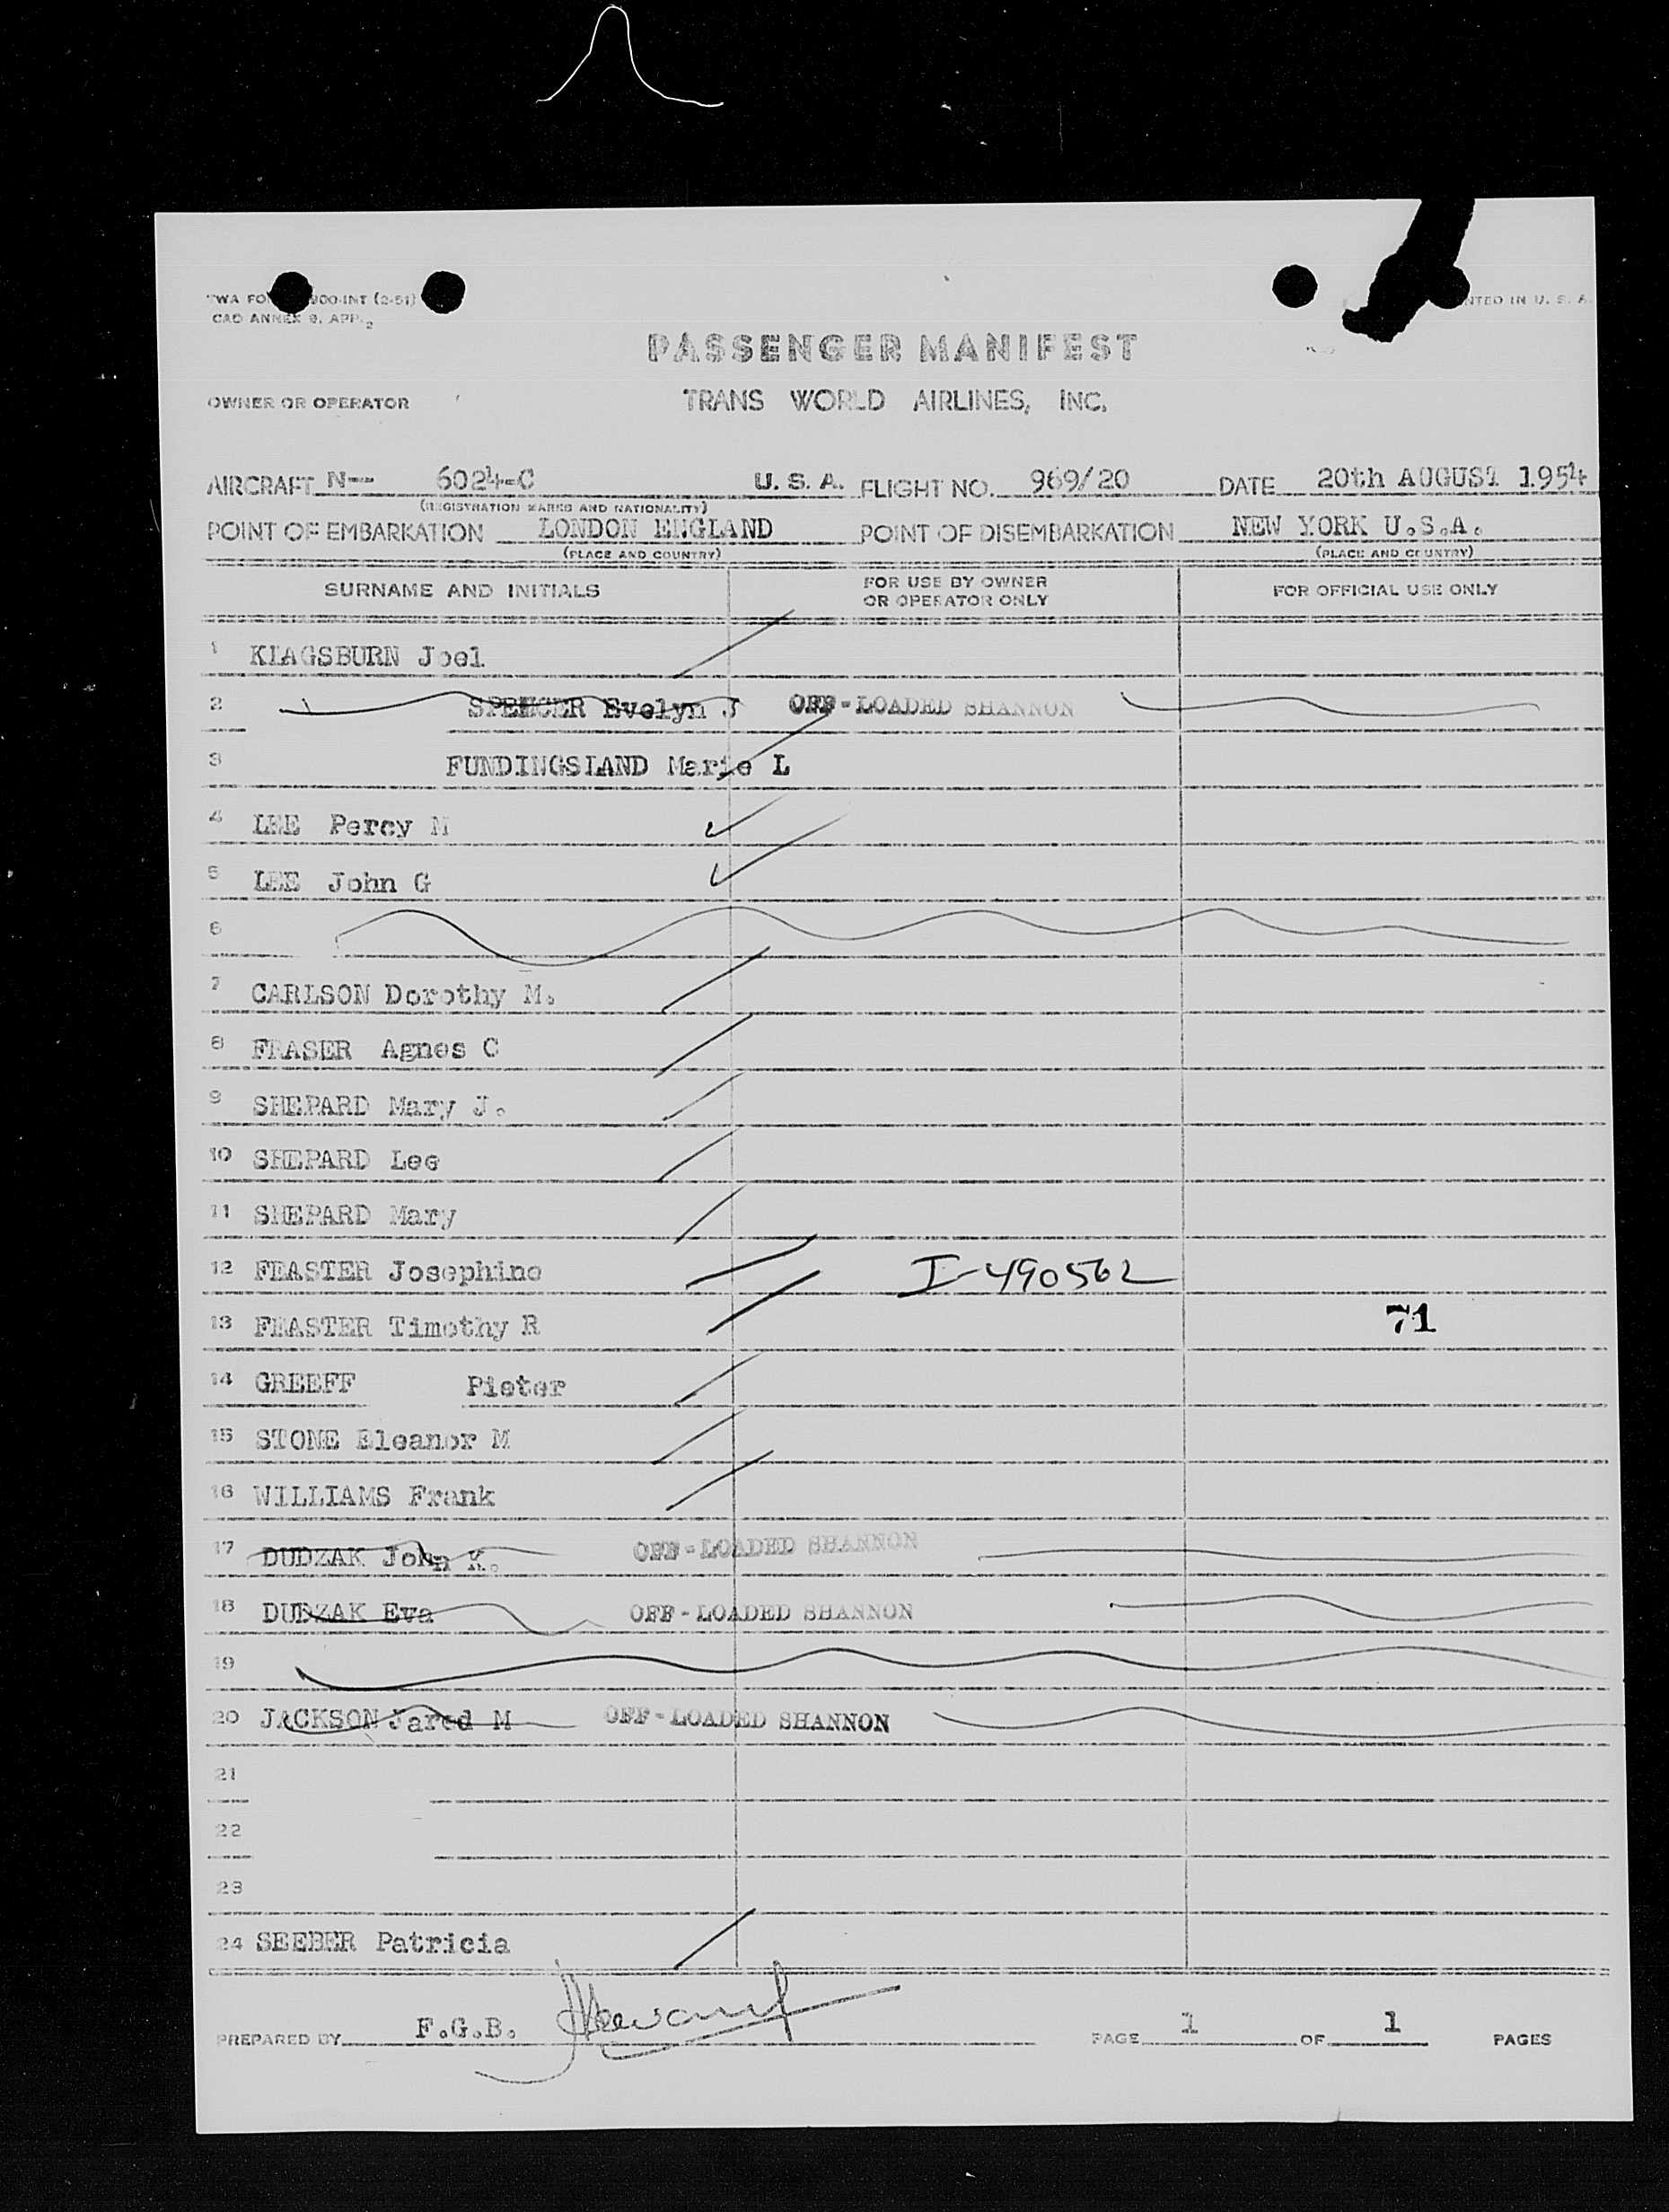 TWA FO 900-INT (2-51)
CAO ANNEX 9, APP. 2
NTED IN U. S. A.
PASSENGER MANIFEST
OWNER OR OPERATOR TRANS WORLD AIRLINES, INC.
AIRCRAFT N-- 6024-C U. S. A. FLIGHT NO. 969/20 DATE 20th AUGUST 1954
(REGISTRATION MARKS AND NATIONALITY)
POINT OF EMBARKATION LONDON ENGLAND POINT OF DISEMBARKATION NEW YORK U.S.A.
(PLACE AND COUNTRY) (PLACE AND COUNTRY)
SURNAME AND INITIALS FOR USE BY OWNER OR OPERATOR ONLY FOR OFFICIAL USE ONLY
1 KLAGSBURN Joel
2 SPENCER Evelyn J OFF-LOADED SHANNON
3 FUNDINGSLAND Marie L
4 LEE Percy M
5 LEE John G
6
7 CARLSON Dorothy M.
8 FRASER Agnes C
9 SHEPARD Mary J.
10 SHEPARD Lee
11 SHEPARD Mary
12 FEASTER Josephine I-490562
13 FEASTER Timothy R 71
14 GREEFF Pieter
15 STONE Eleanor M
16 WILLIAMS Frank
17 DUDZAK John K. OFF-LOADED SHANNON
18 DUDZAK Eva OFF-LOADED SHANNON
19
20 JACKSON Jared M OFF-LOADED SHANNON
21
22
23
24 SEEBER Patricia
PREPARED BY F.G.B. PAGE 1 OF 1 PAGES